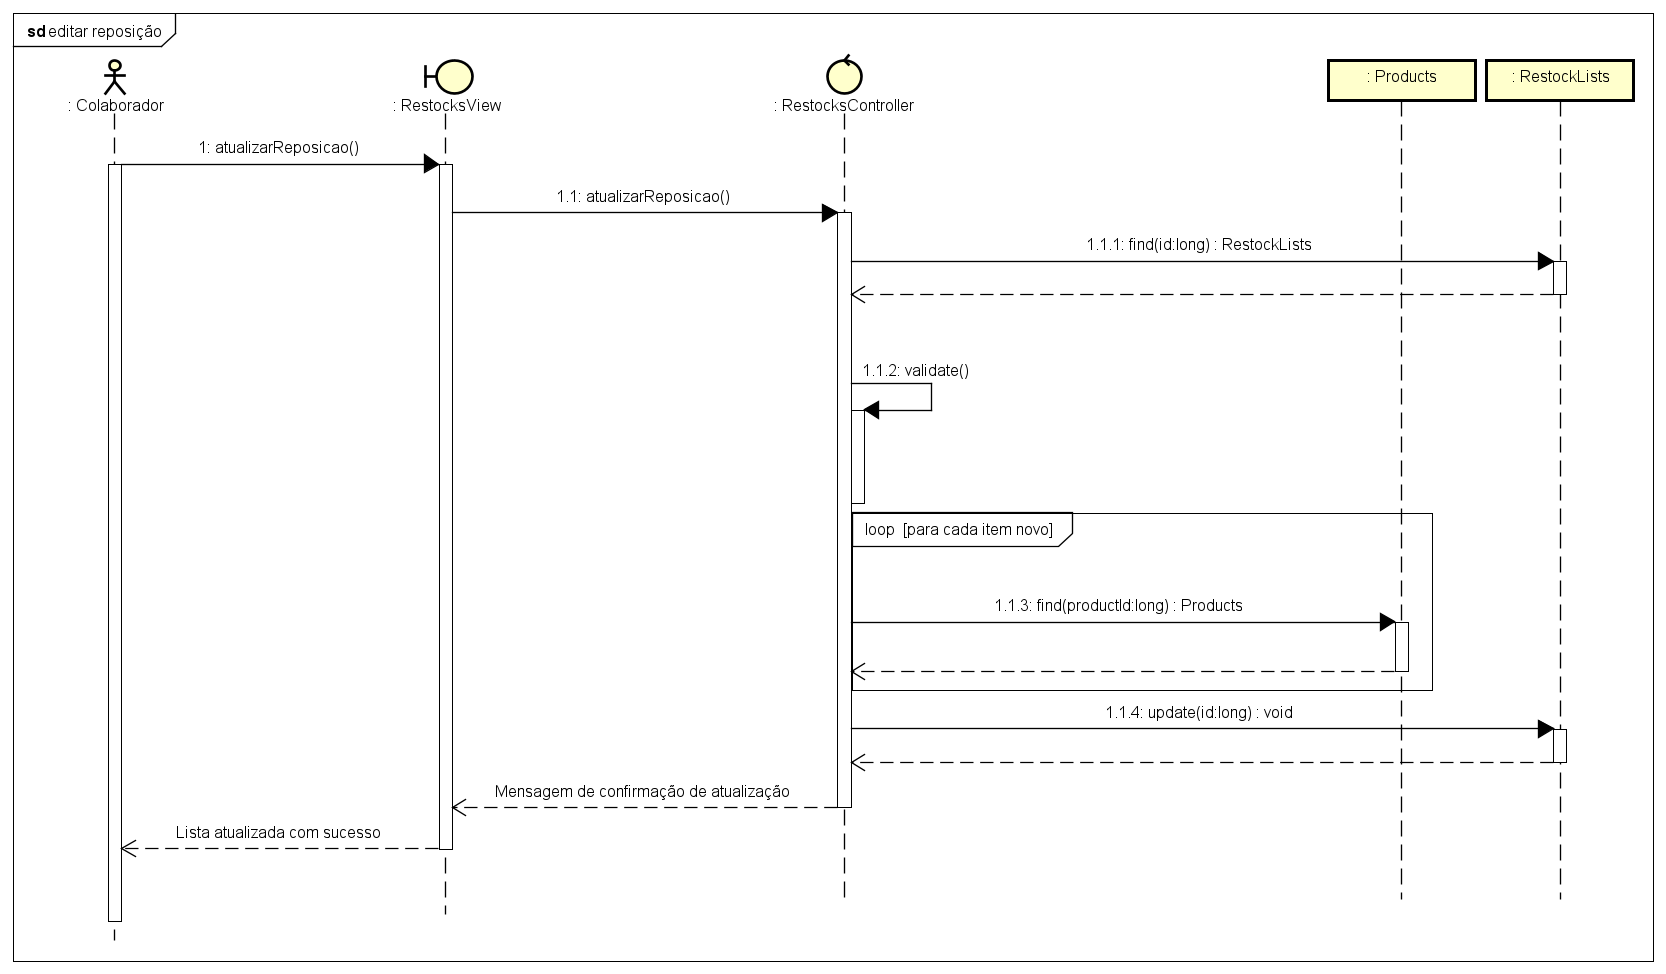 sd editar reposição
: Colaborador
: RestocksView
: RestocksController
: Products
: RestockLists
1: atualizarReposicao()
1.1: atualizarReposicao()
1.1.1: find(id:long) : RestockLists
1.1.2: validate()
loop [para cada item novo]
1.1.3: find(productId:long) : Products
1.1.4: update(id:long) : void
Mensagem de confirmação de atualização
Lista atualizada com sucesso